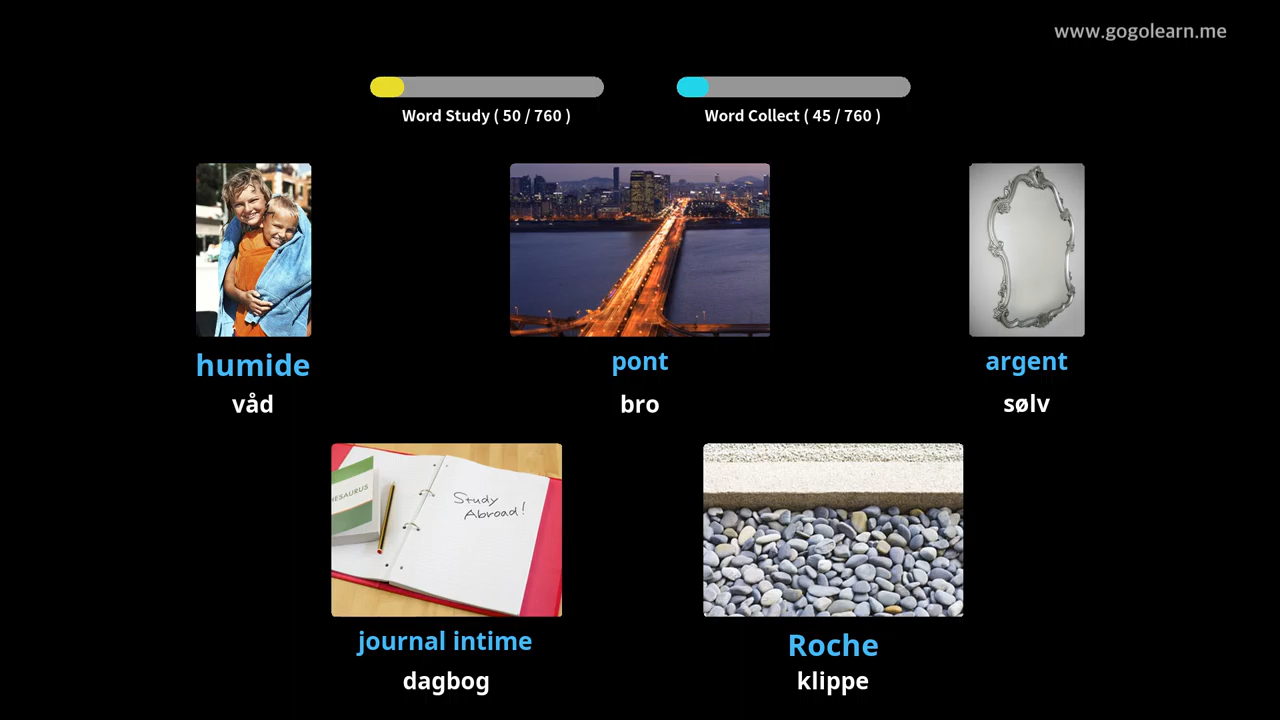 www.gogolearn.me
Word Study ( 50 / 760 )
Word Collect ( 45 / 760 )
humide
pont
argent
våd
bro
sølv
HESAURUS
Study
Abroad!
journal intime
Roche
dagbog
klippe